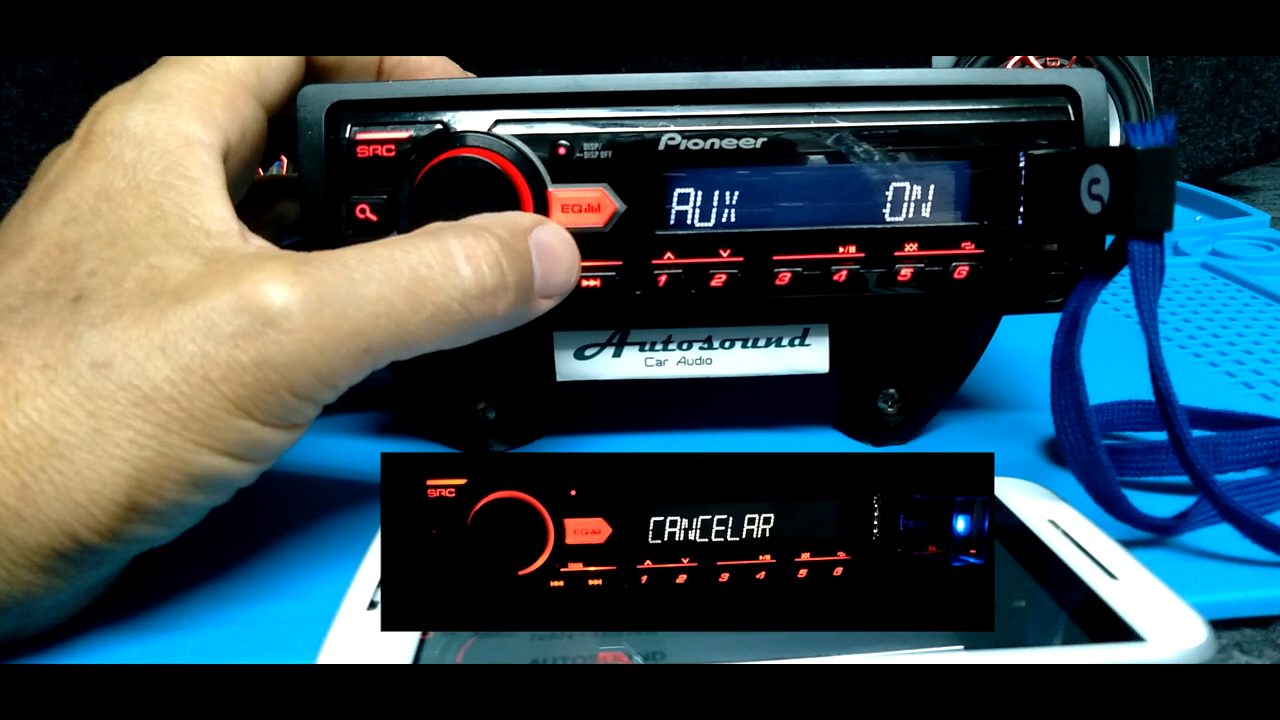 SRC
DISP/
DISP OFF
Pioneer
EQ
AUX ON
1 2 3 4 5 6
Autosound
Car Audio
SRC
EQ
CANCELAR
1 2 3 4 5 6
AUTOSOUND